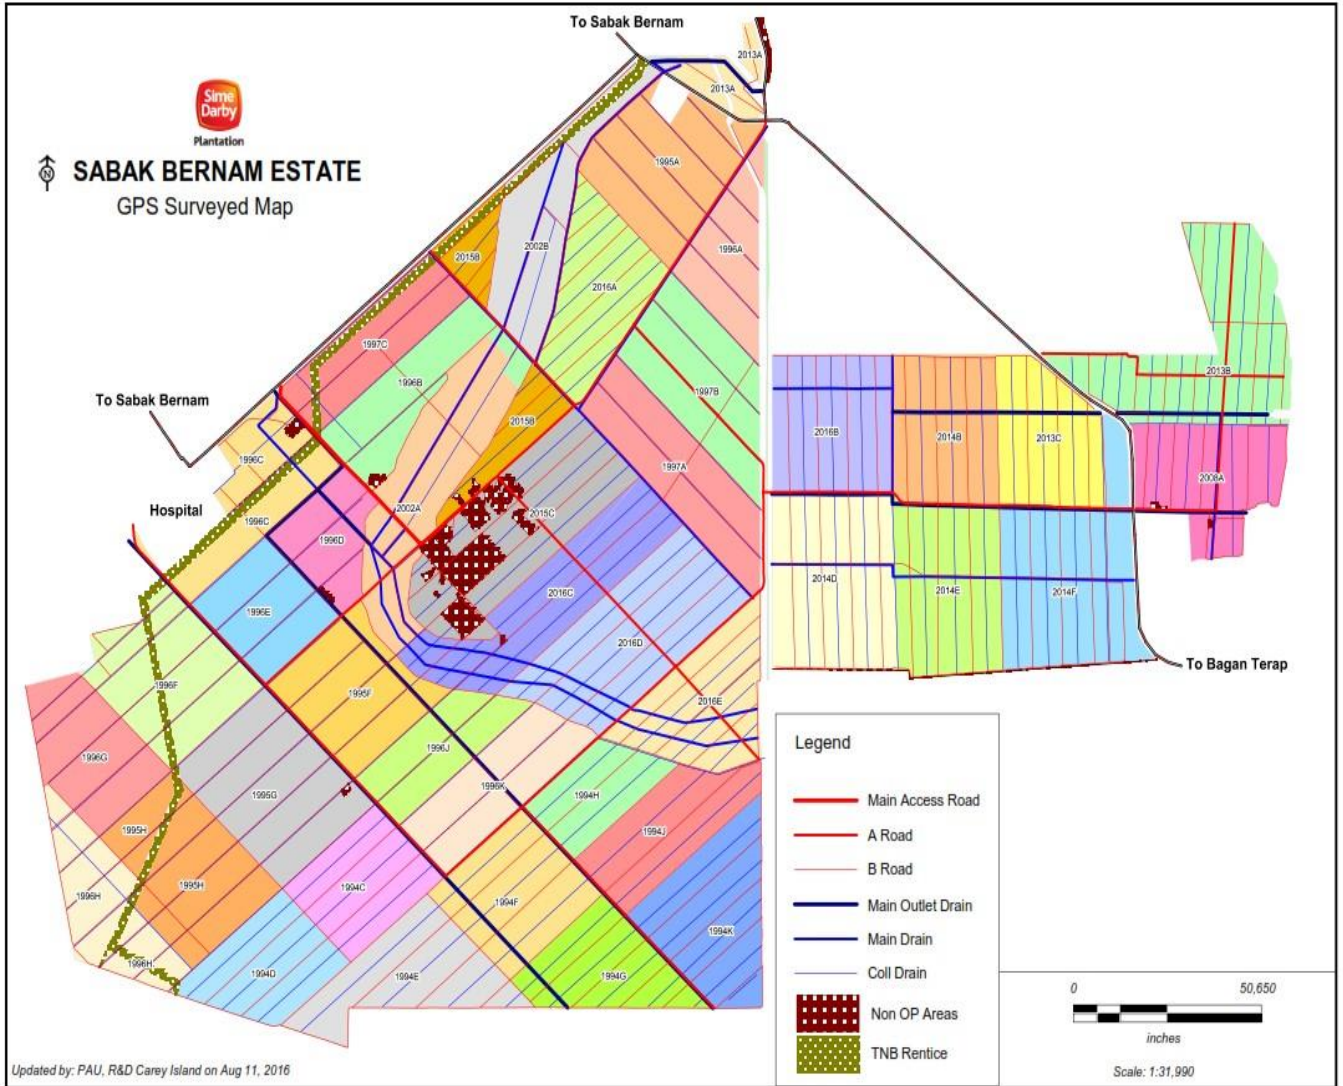 To Sabak Bernam
Sime
Darby
Plantation
N
SABAK BERNAM ESTATE
GPS Surveyed Map
2013A
2013A
1995A
2002B
1996A
2015B
2016A
1997C
1996B
1997B
2013B
To Sabak Bernam
2015B
2016B
2014B
2013C
1996C
1997A
2008A
Hospital
1996C
2002A
2015C
1996D
2014D
2014E
2014F
1996E
2016C
2016D
To Bagan Terap
1996F
1995F
2016E
1996G
1996J
1995G
1996K
1994H
1995H
1994J
1995H
1994C
1996H
1994F
1994K
1996H
1994D
1994E
1994G
Legend
Main Access Road
A Road
B Road
Main Outlet Drain
Main Drain
Coll Drain
Non OP Areas
TNB Rentice
0 50,650
inches
Scale: 1:31,990
Updated by: PAU, R&D Carey Island on Aug 11, 2016